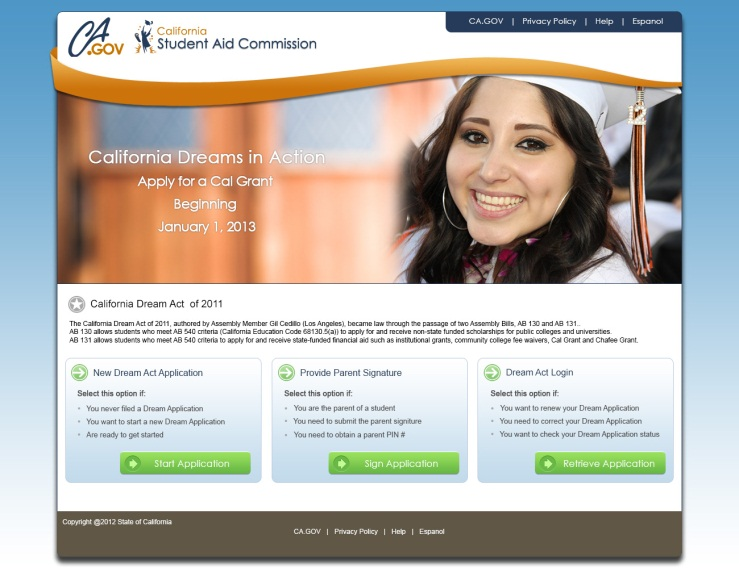 CA.GOV | Privacy Policy | Help | Espanol
CA
.GOV
California
Student Aid Commission
12
California Dreams in Action
Apply for a Cal Grant
Beginning
January 1, 2013
California Dream Act of 2011
The California Dream Act of 2011, authored by Assembly Member Gil Cedillo (Los Angeles), became law through the passage of two Assembly Bills, AB 130 and AB 131..
AB 130 allows students who meet AB 540 criteria (California Education Code 68130.5(a)) to apply for and receive non-state funded scholarships for public colleges and universities.
AB 131 allows students who meet AB 540 criteria to apply for and receive state-funded financial aid such as institutional grants, community college fee waivers, Cal Grant and Chafee Grant.
New Dream Act Application
Select this option if:
• You never filed a Dream Application
• You want to start a new Dream Application
• Are ready to get started
Start Application
Provide Parent Signature
Select this option if:
• You are the parent of a student
• You need to submit the parent signiture
• You need to obtain a parent PIN #
Sign Application
Dream Act Login
Select this option if:
• You want to renew your Dream Application
• You need to correct your Dream Application
• You want to check your Dream Application status
Retrieve Application
Copyright @2012 State of California
CA.GOV | Privacy Policy | Help | Espanol